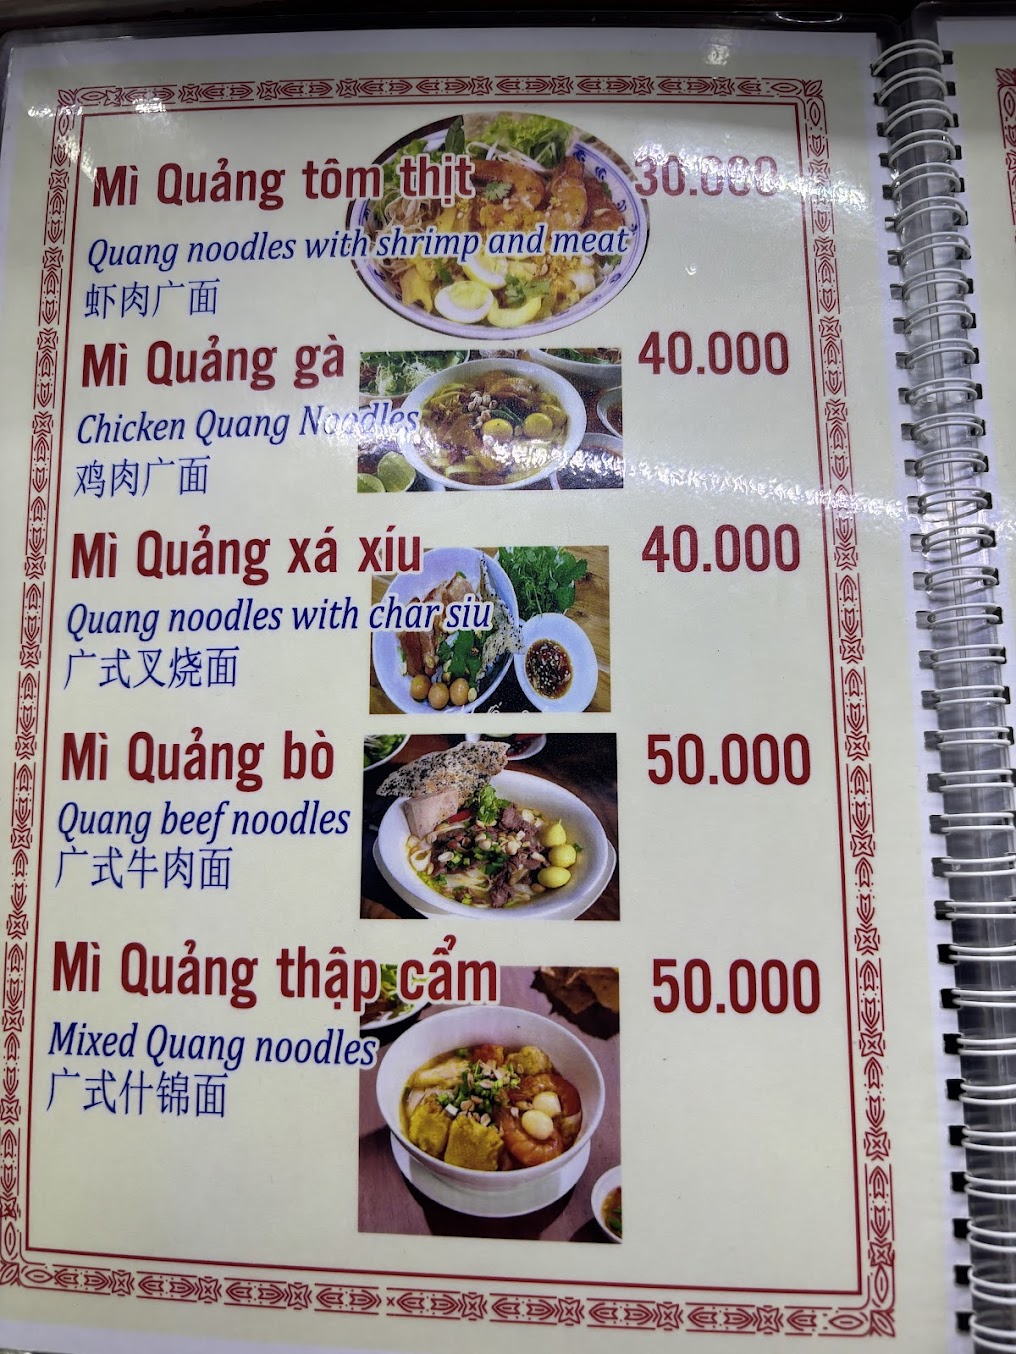 Mì Quảng tôm thịt 30.000
Quang noodles with shrimp and meat
虾肉广面
Mì Quảng gà 40.000
Chicken Quang Noodles
鸡肉广面
Mì Quảng xá xíu 40.000
Quang noodles with char siu
广式叉烧面
Mì Quảng bò 50.000
Quang beef noodles
广式牛肉面
Mì Quảng thập cẩm 50.000
Mixed Quang noodles
广式什锦面